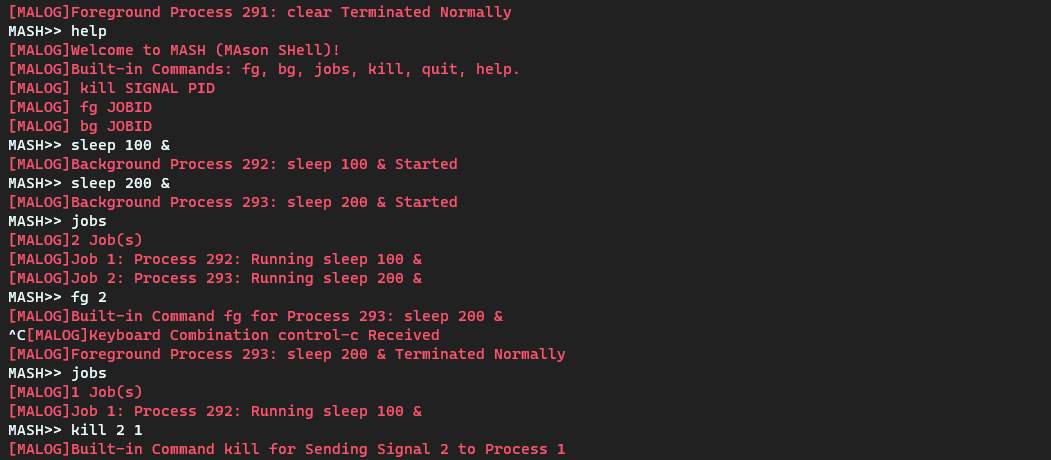 [MALOG]Foreground Process 291: clear Terminated Normally
MASH>> help
[MALOG]Welcome to MASH (MAson SHell)!
[MALOG]Built-in Commands: fg, bg, jobs, kill, quit, help.
[MALOG] kill SIGNAL PID
[MALOG] fg JOBID
[MALOG] bg JOBID
MASH>> sleep 100 &
[MALOG]Background Process 292: sleep 100 & Started
MASH>> sleep 200 &
[MALOG]Background Process 293: sleep 200 & Started
MASH>> jobs
[MALOG]2 Job(s)
[MALOG]Job 1: Process 292: Running sleep 100 &
[MALOG]Job 2: Process 293: Running sleep 200 &
MASH>> fg 2
[MALOG]Built-in Command fg for Process 293: sleep 200 &
^C[MALOG]Keyboard Combination control-c Received
[MALOG]Foreground Process 293: sleep 200 & Terminated Normally
MASH>> jobs
[MALOG]1 Job(s)
[MALOG]Job 1: Process 292: Running sleep 100 &
MASH>> kill 2 1
[MALOG]Built-in Command kill for Sending Signal 2 to Process 1